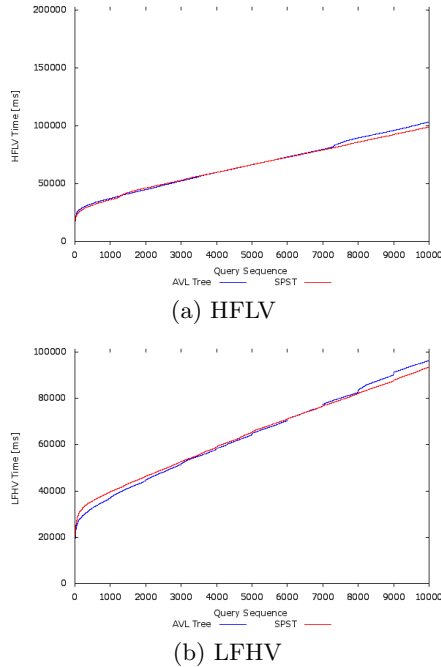 200000
150000
HFLV Time [ms]
100000
50000
0
0 1000 2000 3000 4000 5000 6000 7000 8000 9000 10000
Query Sequence
AVL Tree SPST
(a) HFLV
100000
80000
60000
LFHV Time [ms]
40000
20000
0
0 1000 2000 3000 4000 5000 6000 7000 8000 9000 10000
Query Sequence
AVL Tree SPST
(b) LFHV